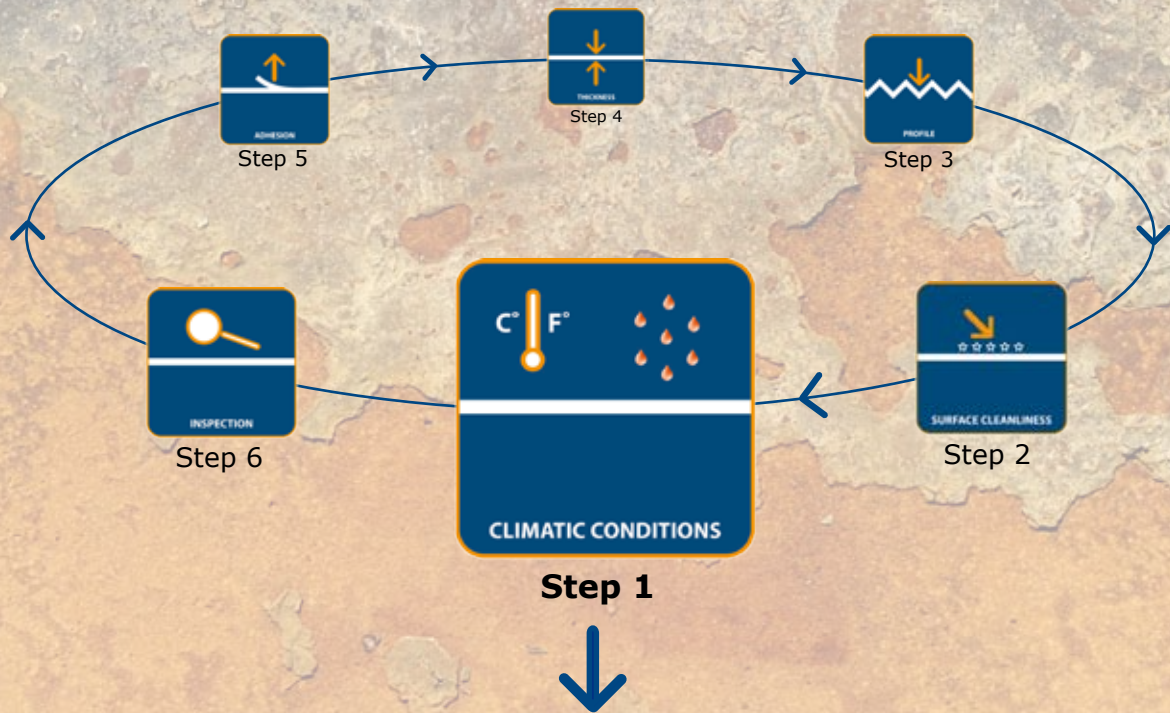 THICKNESS
Step 4
ADHESION
Step 5
PROFILE
Step 3
C° F°
INSPECTION
Step 6
SURFACE CLEANLINESS
Step 2
CLIMATIC CONDITIONS
Step 1